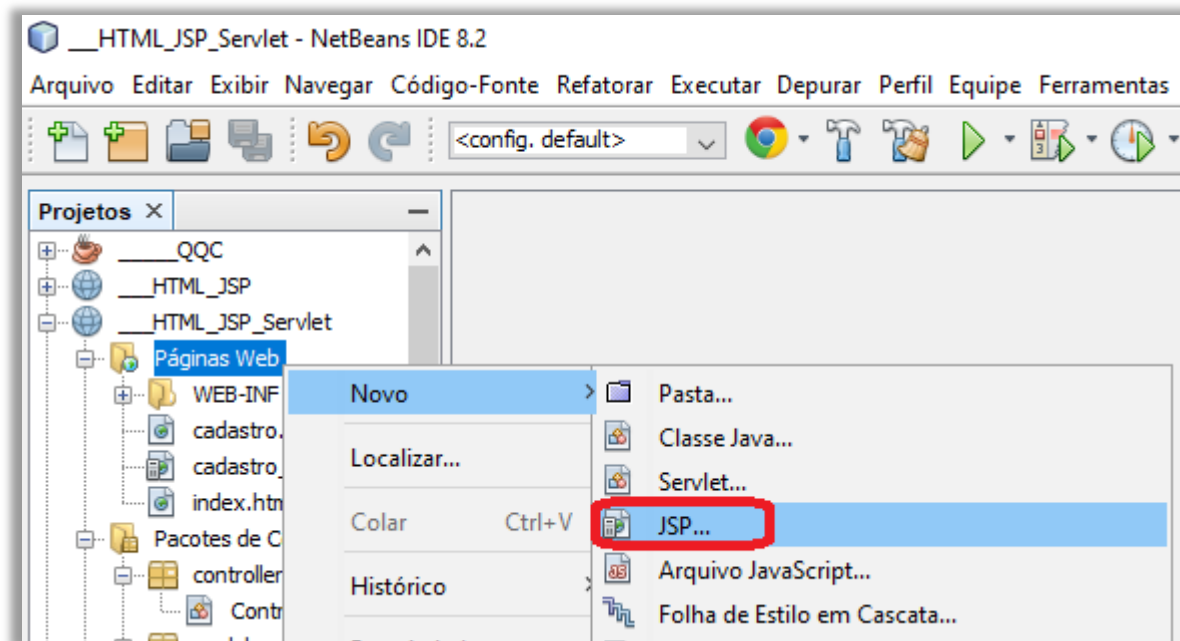 ___HTML_JSP_Servlet - NetBeans IDE 8.2
Arquivo Editar Exibir Navegar Código-Fonte Refatorar Executar Depurar Perfil Equipe Ferramentas
<config. default>
Projetos
_____QQC
___HTML_JSP
___HTML_JSP_Servlet
Páginas Web
WEB-INF
cadastro.
cadastro_
index.htm
Pacotes de C
controller
Contr
Novo
Localizar...
Colar Ctrl+V
Histórico
Pasta...
Classe Java...
Servlet...
JSP...
Arquivo JavaScript...
Folha de Estilo em Cascata...